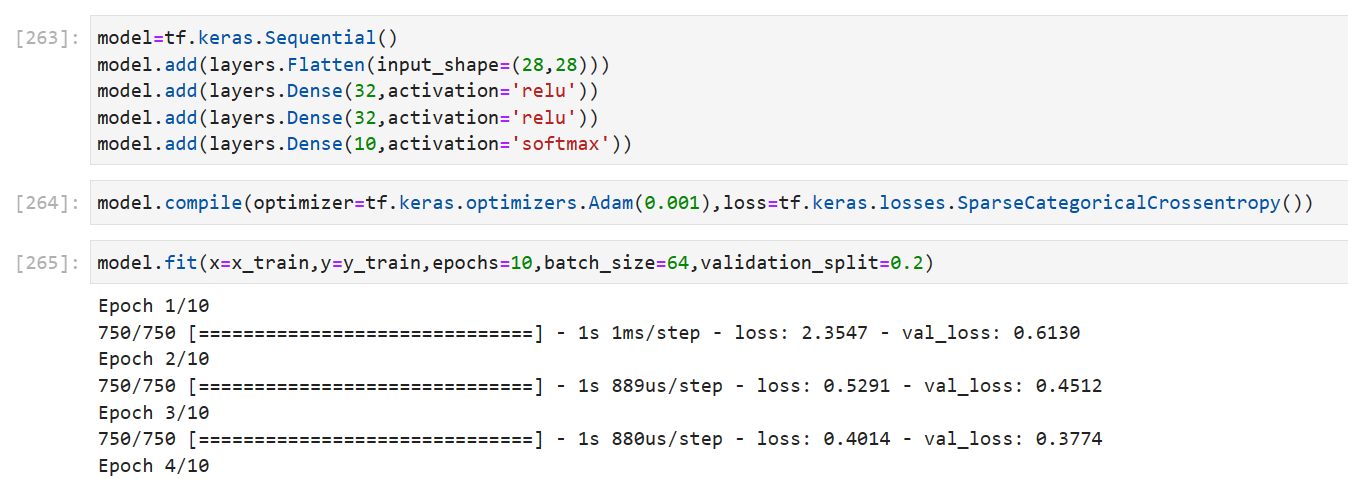 [263]: model=tf.keras.Sequential()
model.add(layers.Flatten(input_shape=(28,28)))
model.add(layers.Dense(32,activation='relu'))
model.add(layers.Dense(32,activation='relu'))
model.add(layers.Dense(10,activation='softmax'))
[264]: model.compile(optimizer=tf.keras.optimizers.Adam(0.001),loss=tf.keras.losses.SparseCategoricalCrossentropy())
[265]: model.fit(x=x_train,y=y_train,epochs=10,batch_size=64,validation_split=0.2)
Epoch 1/10
750/750 [==============================] - 1s 1ms/step - loss: 2.3547 - val_loss: 0.6130
Epoch 2/10
750/750 [==============================] - 1s 889us/step - loss: 0.5291 - val_loss: 0.4512
Epoch 3/10
750/750 [==============================] - 1s 880us/step - loss: 0.4014 - val_loss: 0.3774
Epoch 4/10